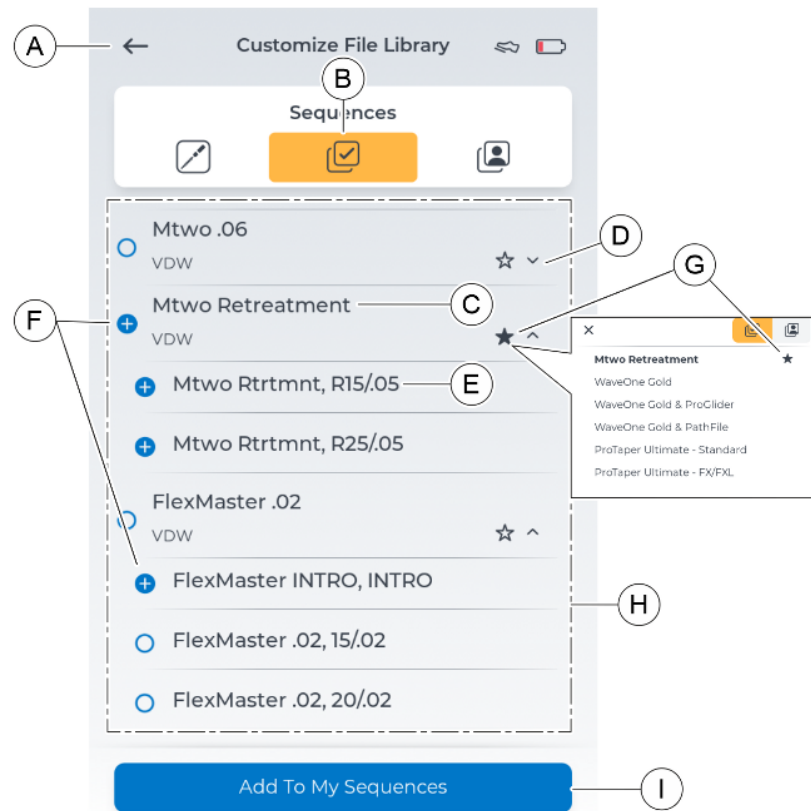 A
Customize File Library
B
Sequences
Mtwo .06
VDW
D
G
Mtwo Retreatment
C
VDW
F
Mtwo Rtrtmnt, R15/.05
E
Mtwo Rtrtmnt, R25/.05
FlexMaster .02
VDW
FlexMaster INTRO, INTRO
H
FlexMaster .02, 15/.02
FlexMaster .02, 20/.02
Add To My Sequences
I
Mtwo Retreatment
WaveOne Gold
WaveOne Gold & ProGlider
WaveOne Gold & PathFile
ProTaper Ultimate - Standard
ProTaper Ultimate - FX/FXL